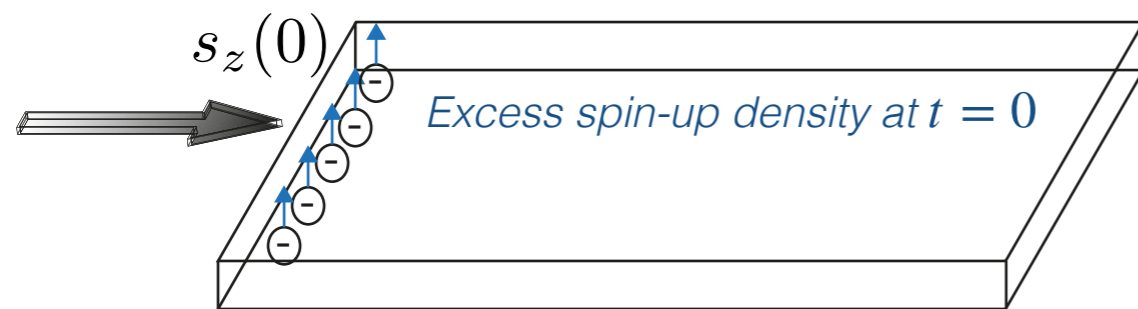 s_z(0)
Excess spin-up density at t = 0
-
-
-
-
-